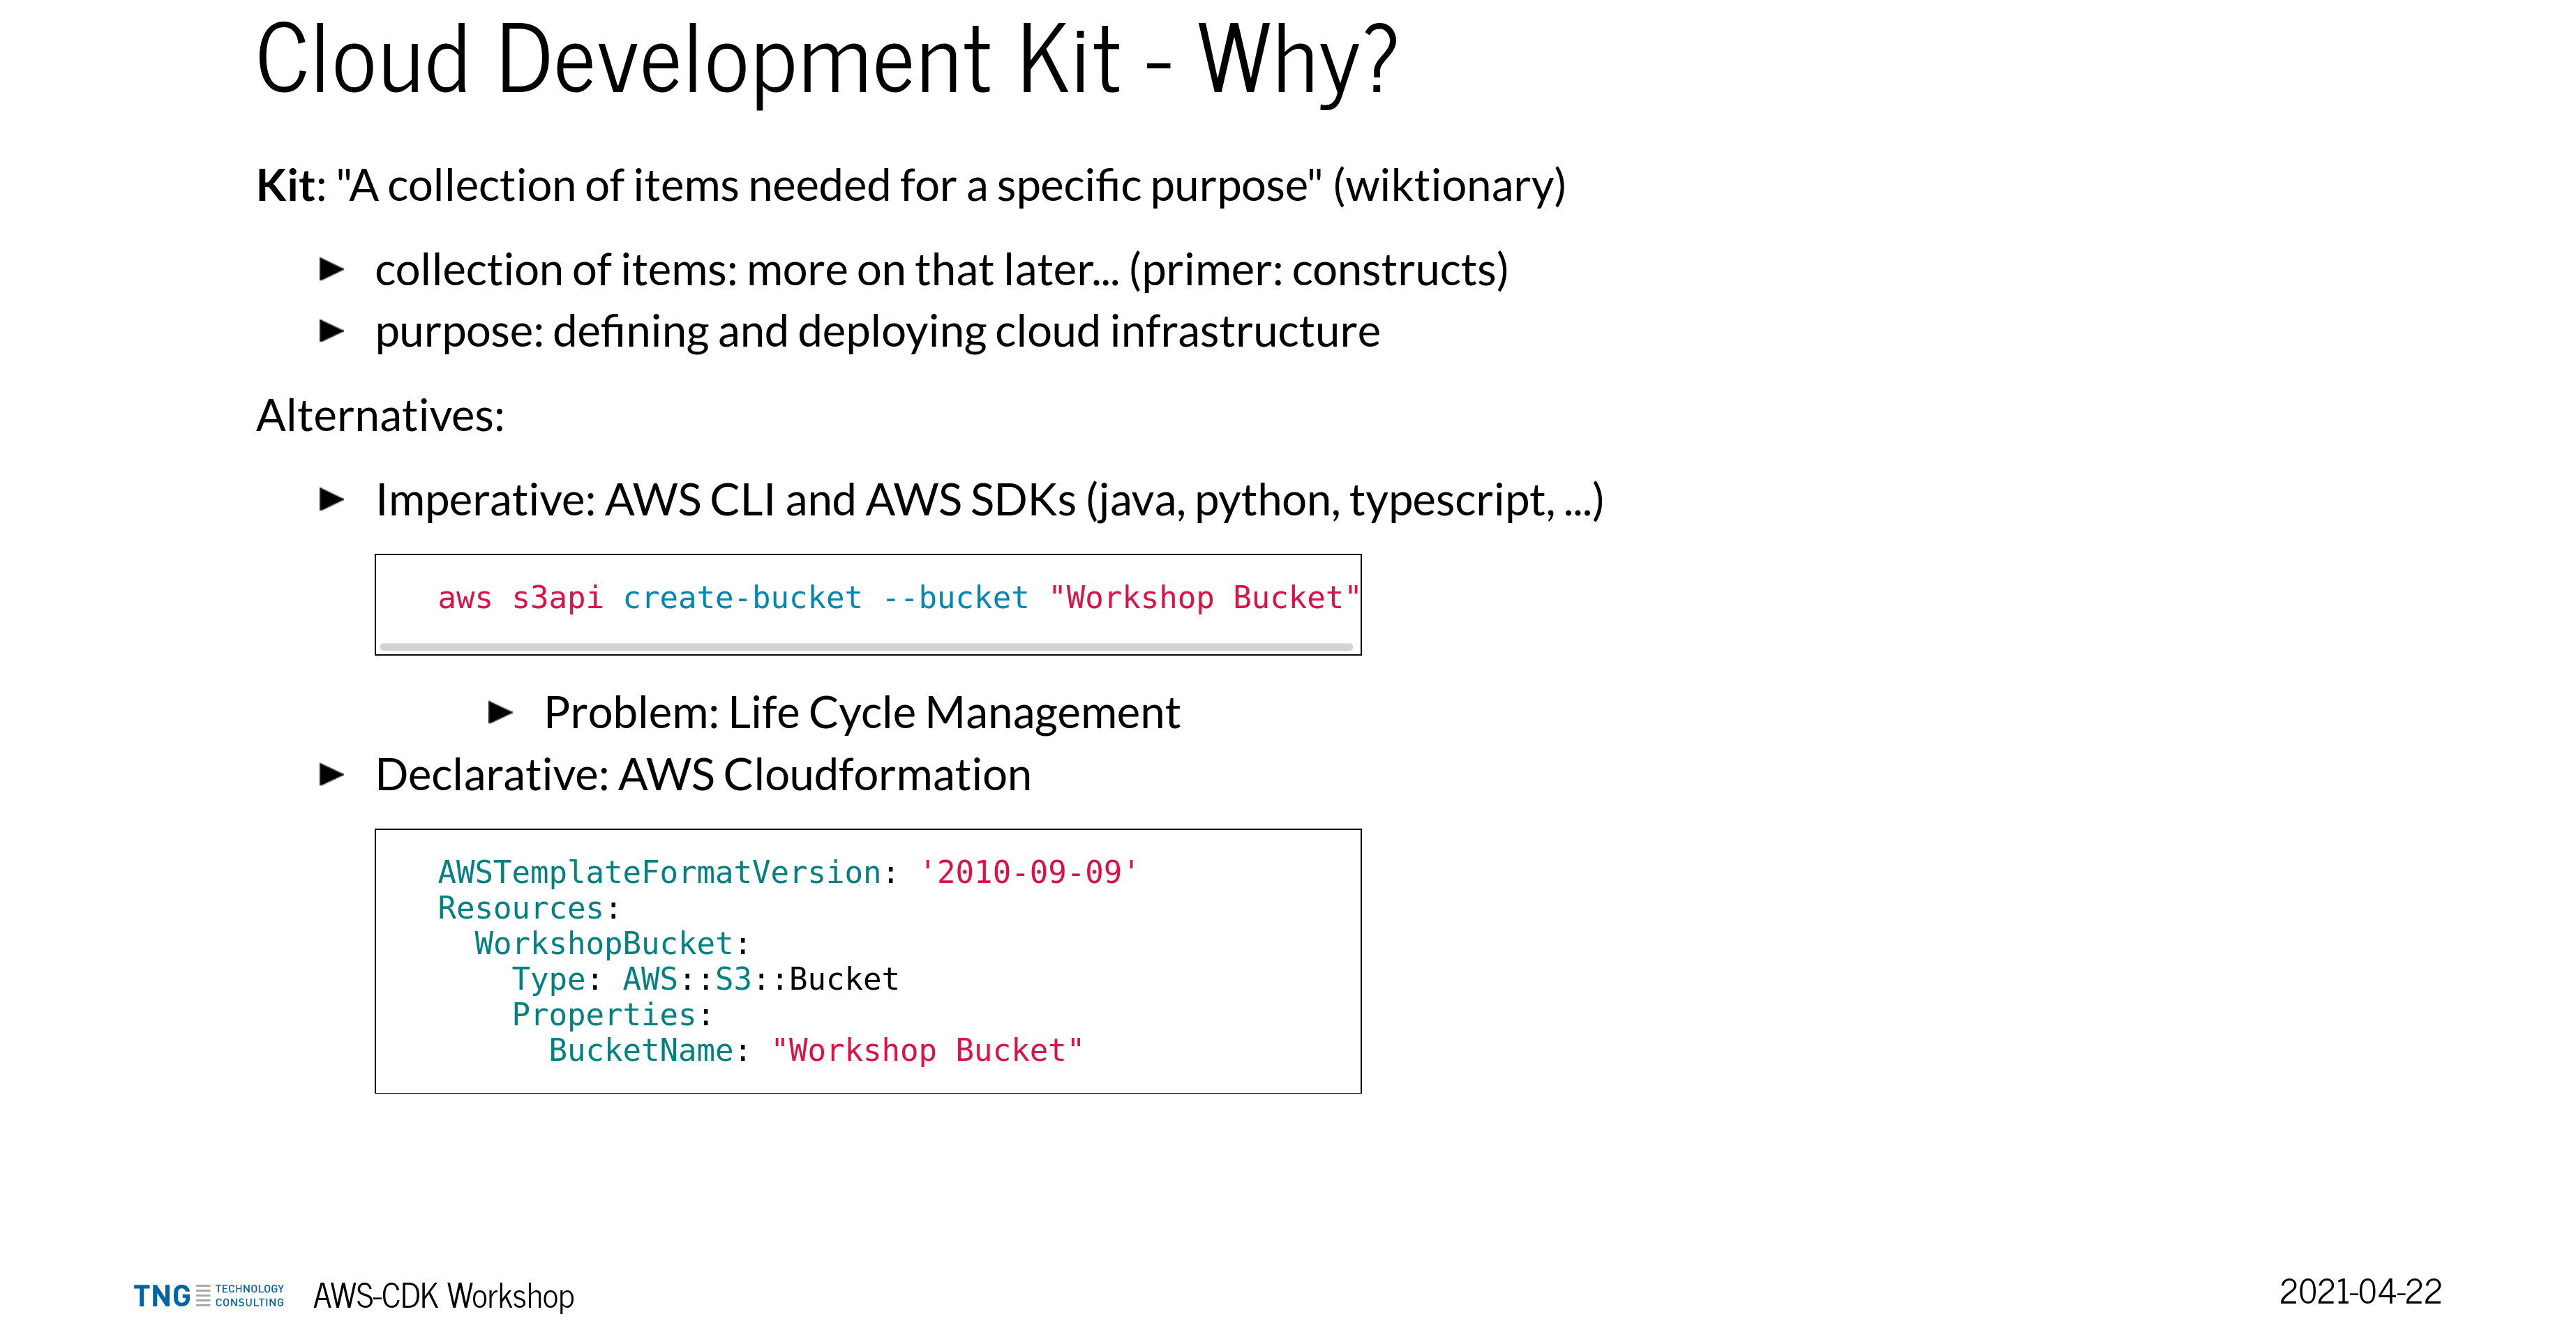 Cloud Development Kit - Why?
Kit: "A collection of items needed for a specific purpose" (wiktionary)
► collection of items: more on that later... (primer: constructs)
► purpose: defining and deploying cloud infrastructure
Alternatives:
► Imperative: AWS CLI and AWS SDKs (java, python, typescript, ...)
aws s3api create-bucket --bucket "Workshop Bucket"
► Problem: Life Cycle Management
► Declarative: AWS Cloudformation
AWSTemplateFormatVersion: '2010-09-09'
Resources:
  WorkshopBucket:
    Type: AWS::S3::Bucket
    Properties:
      BucketName: "Workshop Bucket"
TNG TECHNOLOGY CONSULTING AWS-CDK Workshop
2021-04-22